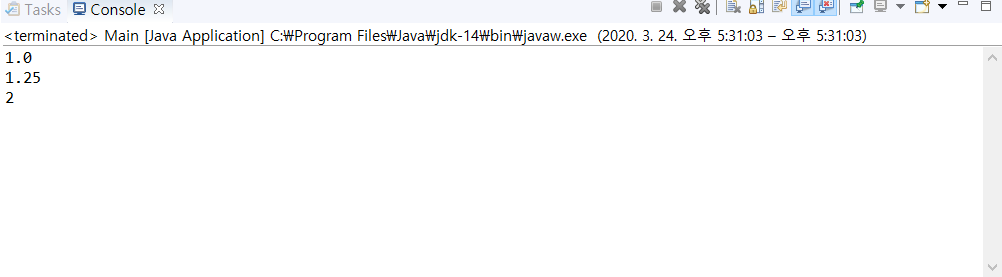 Tasks Console
<terminated> Main [Java Application] C:₩Program Files₩Java₩jdk-14₩bin₩javaw.exe (2020. 3. 24. 오후 5:31:03 – 오후 5:31:03)
1.0
1.25
2